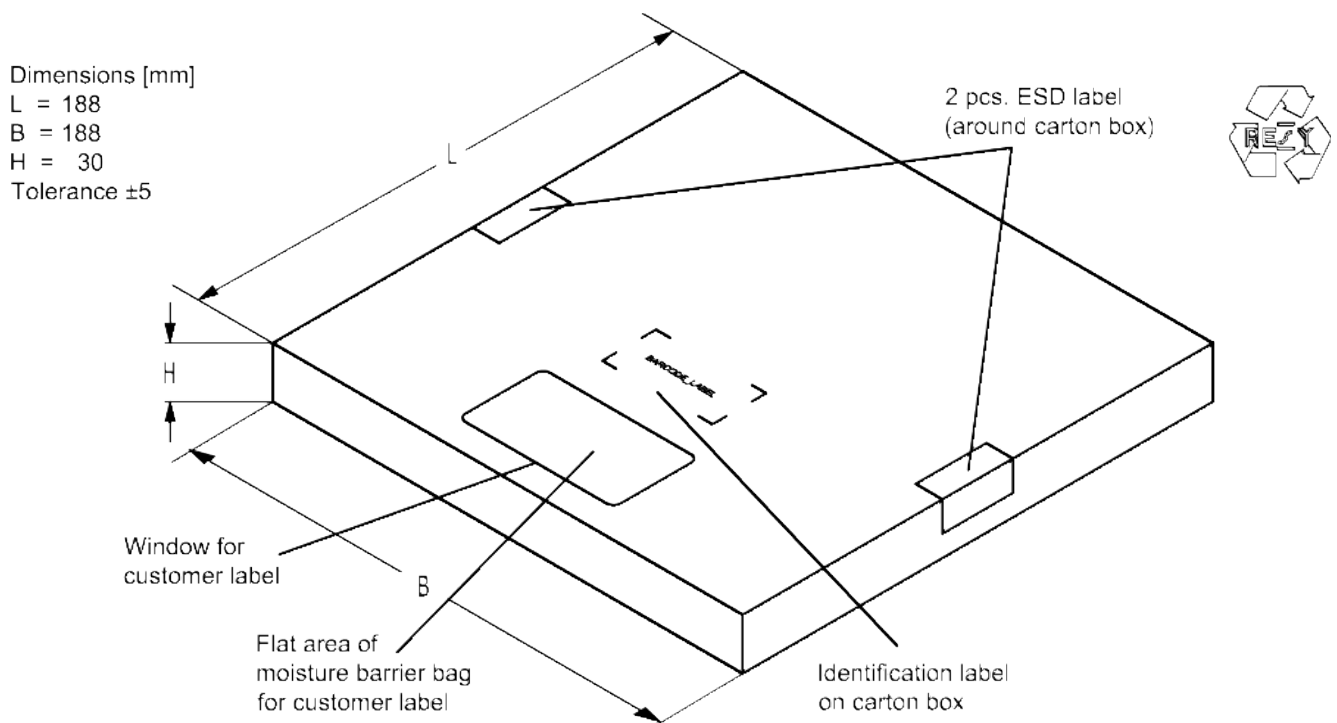 Dimensions [mm]
L = 188
B = 188
H = 30
Tolerance ±5
2 pcs. ESD label
(around carton box)
RESY
L
H
BARCODE_LABEL
Window for
customer label
B
Flat area of
moisture barrier bag
for customer label
Identification label
on carton box